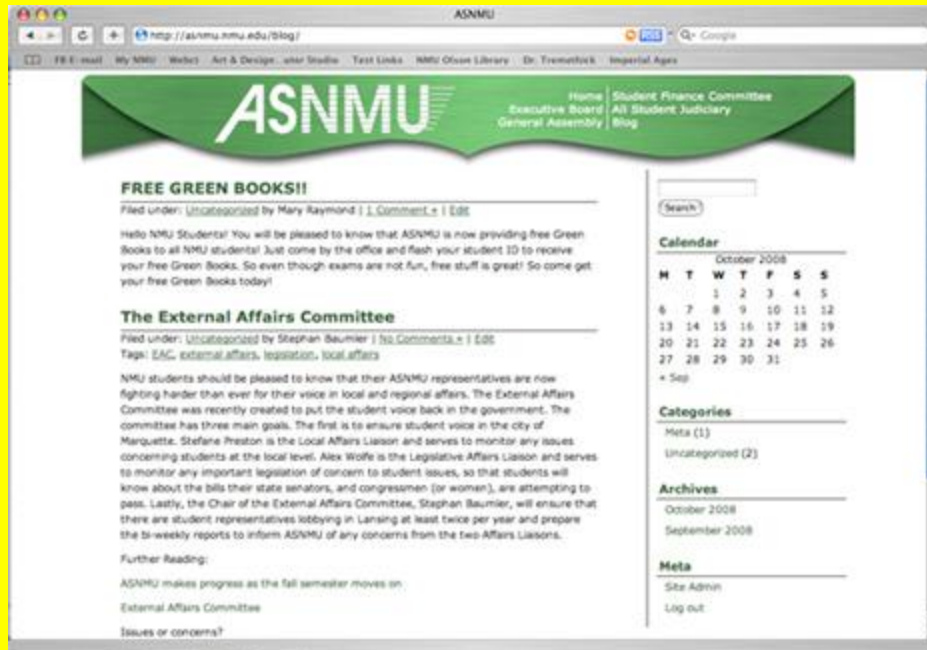 ASNMU
http://asnmu.nmu.edu/blog/
RSS
Google
FB E-mail My NMU WebCT Art & Design... utor Studio Test Links NMU Olson Library Dr. Tremethick Imperial Ages
ASNMU
Home | Student Finance Committee
Executive Board | All Student Judiciary
General Assembly | Blog
FREE GREEN BOOKS!!
Filed under: Uncategorized by Mary Raymond | 1 Comment » | Edit
Hello NMU Students! You will be pleased to know that ASNMU is now providing free Green
Books to all NMU students! Just come by the office and flash your student ID to receive
your free Green Books. So even though exams are not fun, free stuff is great! So come get
your free Green Books today!
The External Affairs Committee
Filed under: Uncategorized by Stephan Baumler | No Comments » | Edit
Tags: EAC, external affairs, legislation, local affairs
NMU students should be pleased to know that their ASNMU representatives are now
fighting harder than ever for their voice in local and regional affairs. The External Affairs
Committee was recently created to put the student voice back in the government. The
committee has three main goals. The first is to ensure student voice in the city of
Marquette. Stefane Preston is the Local Affairs Liaison and serves to monitor any issues
concerning students at the local level. Alex Wolfe is the Legislative Affairs Liaison and serves
to monitor any important legislation of concern to student issues, so that students will
know about the bills their state senators, and congressmen (or women), are attempting to
pass. Lastly, the Chair of the External Affairs Committee, Stephan Baumler, will ensure that
there are student representatives lobbying in Lansing at least twice per year and prepare
the bi-weekly reports to inform ASNMU of any concerns from the two Affairs Liaisons.
Further Reading:
ASNMU makes progress as the fall semester moves on
External Affairs Committee
Issues or concerns?
Search
Calendar
October 2008
M T W T F S S
1 2 3 4 5
6 7 8 9 10 11 12
13 14 15 16 17 18 19
20 21 22 23 24 25 26
27 28 29 30 31
« Sep
Categories
Meta (1)
Uncategorized (2)
Archives
October 2008
September 2008
Meta
Site Admin
Log out